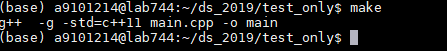 (base) a9101214@lab744:~/ds_2019/test_only$ make
g++  -g -std=c++11 main.cpp -o main
(base) a9101214@lab744:~/ds_2019/test_only$